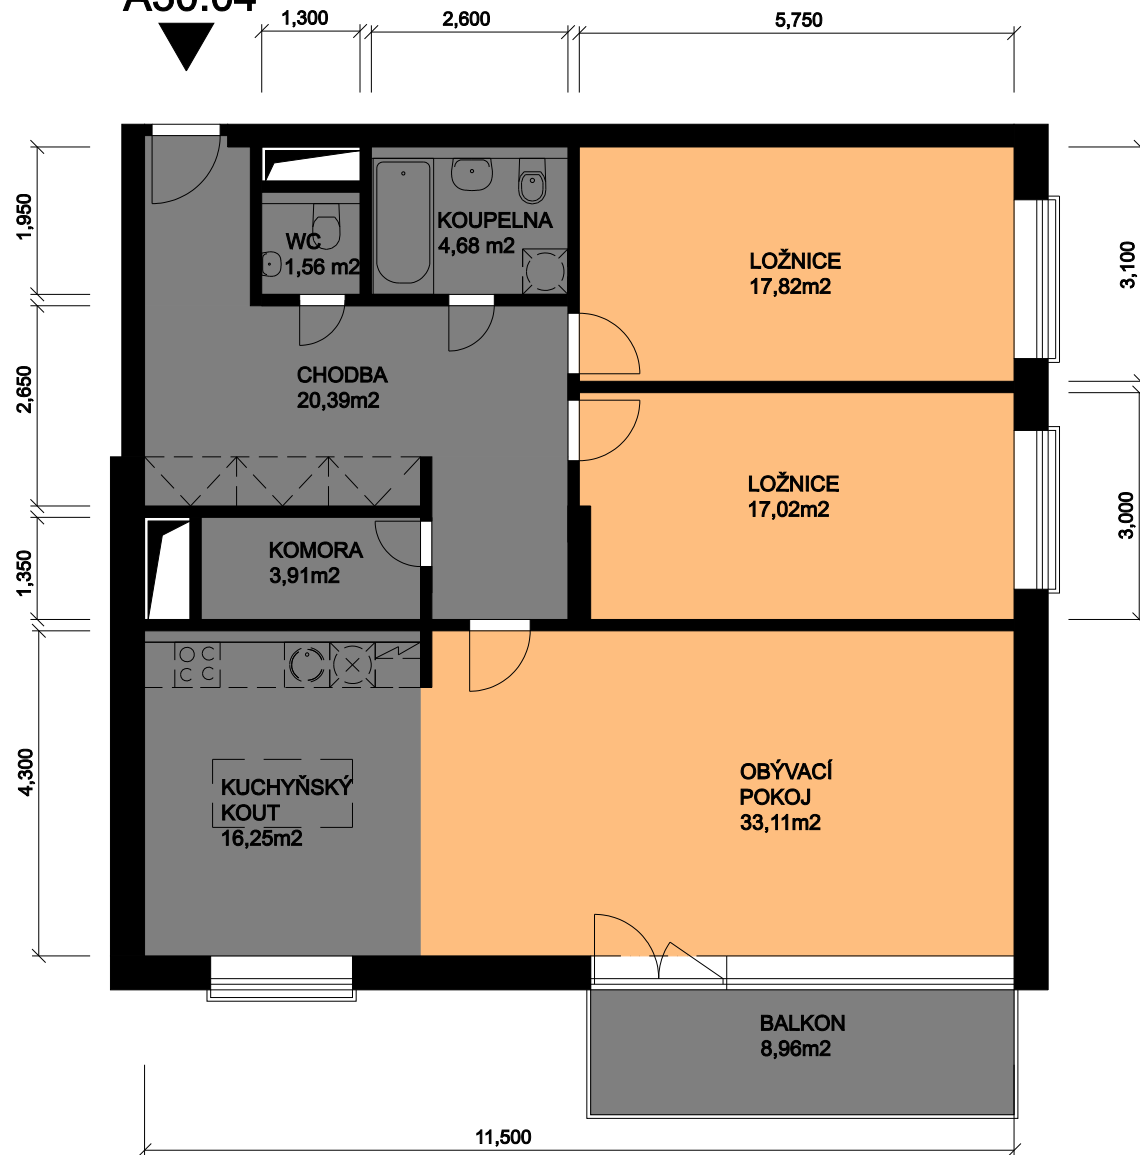 1,300
2,600
5,750
1,950
2,650
1,350
4,300
3,100
3,000
WC
1,56 m2
KOUPELNA
4,68 m2
LOŽNICE
17,82m2
CHODBA
20,39m2
LOŽNICE
17,02m2
KOMORA
3,91m2
KUCHYŇSKÝ
KOUT
16,25m2
OBÝVACÍ
POKOJ
33,11m2
BALKON
8,96m2
11,500